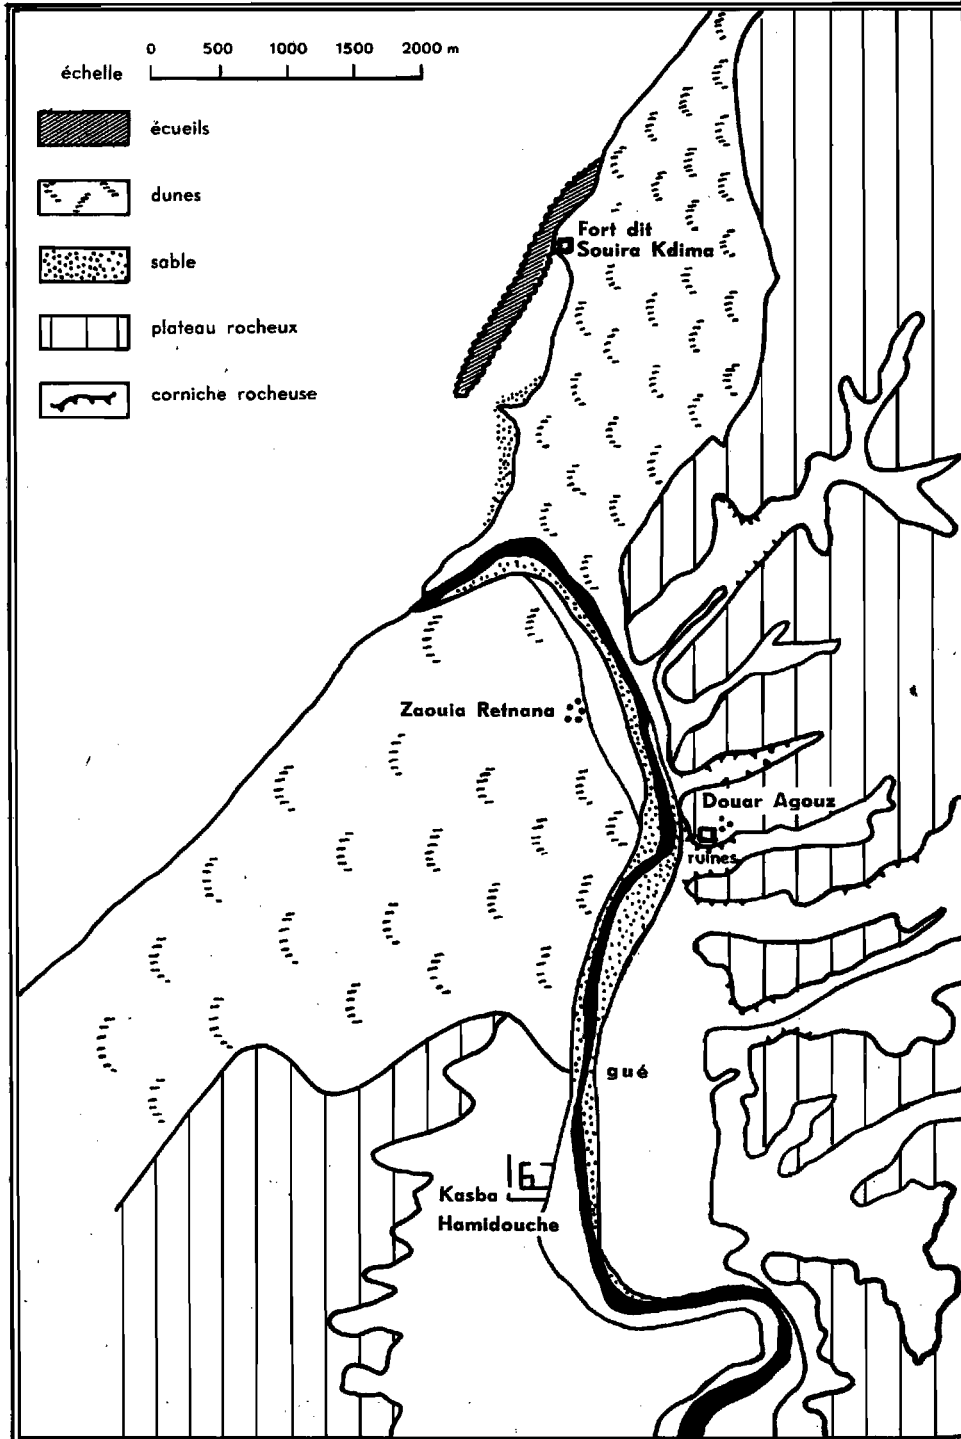 0 500 1000 1500 2000 m
échelle
écueils
dunes
sable
plateau rocheux
corniche rocheuse
Fort dit
Souira Kdima
Zaouia Retnana
Douar Agouz
ruines
gué
Kasba
Hamidouche